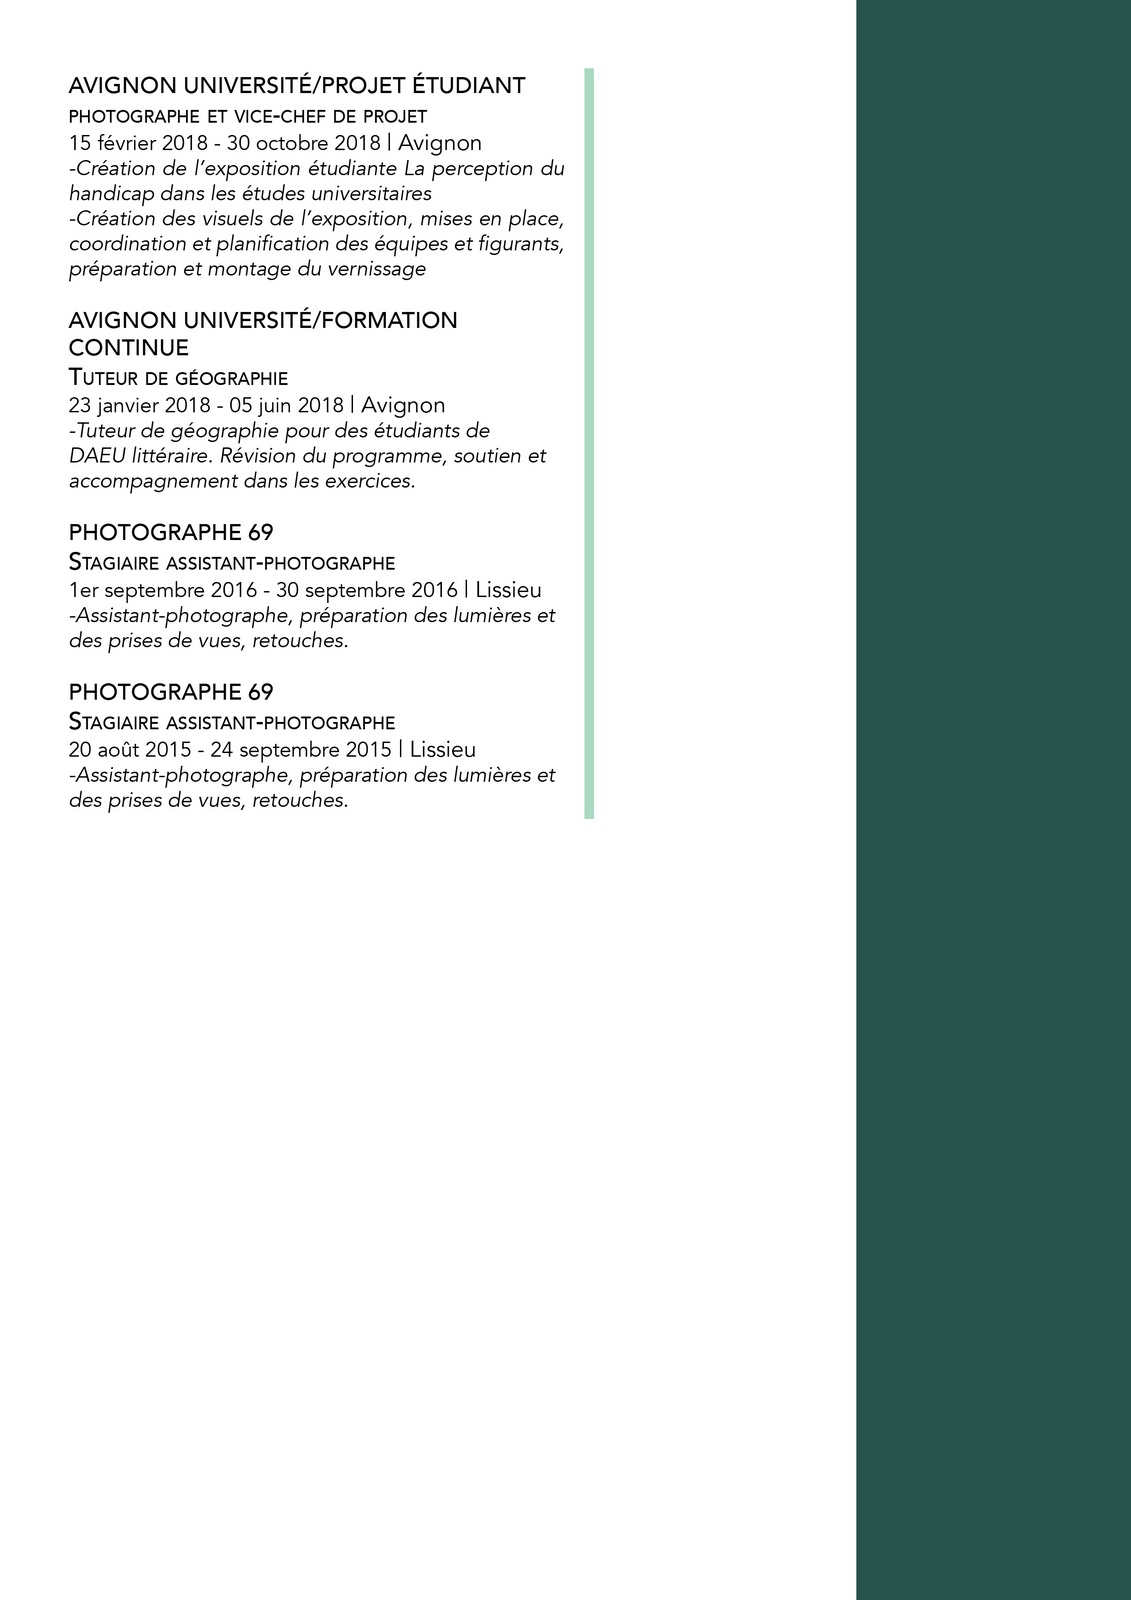 AVIGNON UNIVERSITÉ/PROJET ÉTUDIANT
PHOTOGRAPHE ET VICE-CHEF DE PROJET
15 février 2018 - 30 octobre 2018 | Avignon
-Création de l’exposition étudiante La perception du
handicap dans les études universitaires
-Création des visuels de l’exposition, mises en place,
coordination et planification des équipes et figurants,
préparation et montage du vernissage
AVIGNON UNIVERSITÉ/FORMATION
CONTINUE
TUTEUR DE GÉOGRAPHIE
23 janvier 2018 - 05 juin 2018 | Avignon
-Tuteur de géographie pour des étudiants de
DAEU littéraire. Révision du programme, soutien et
accompagnement dans les exercices.
PHOTOGRAPHE 69
STAGIAIRE ASSISTANT-PHOTOGRAPHE
1er septembre 2016 - 30 septembre 2016 | Lissieu
-Assistant-photographe, préparation des lumières et
des prises de vues, retouches.
PHOTOGRAPHE 69
STAGIAIRE ASSISTANT-PHOTOGRAPHE
20 août 2015 - 24 septembre 2015 | Lissieu
-Assistant-photographe, préparation des lumières et
des prises de vues, retouches.